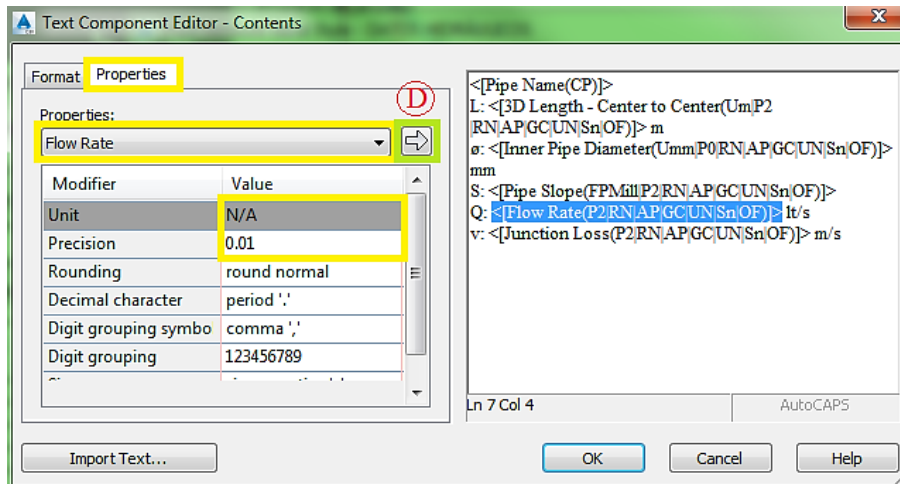 Text Component Editor - Contents
Format
Properties
Properties:
D
Flow Rate
Modifier Value
Unit N/A
Precision 0.01
Rounding round normal
Decimal character period '.'
Digit grouping symbo comma ','
Digit grouping 123456789
<[Pipe Name(CP)]>
L: <[3D Length - Center to Center(Um|P2
|RN|AP|GC|UN|Sn|OF)]> m
ø: <[Inner Pipe Diameter(Umm|P0|RN|AP|GC|UN|Sn|OF)]>
mm
S: <[Pipe Slope(FPMill|P2|RN|AP|GC|UN|Sn|OF)]>
Q: <[Flow Rate(P2|RN|AP|GC|UN|Sn|OF)]> lt/s
v: <[Junction Loss(P2|RN|AP|GC|UN|Sn|OF)]> m/s
Ln 7 Col 4
AutoCAPS
Import Text...
OK
Cancel
Help